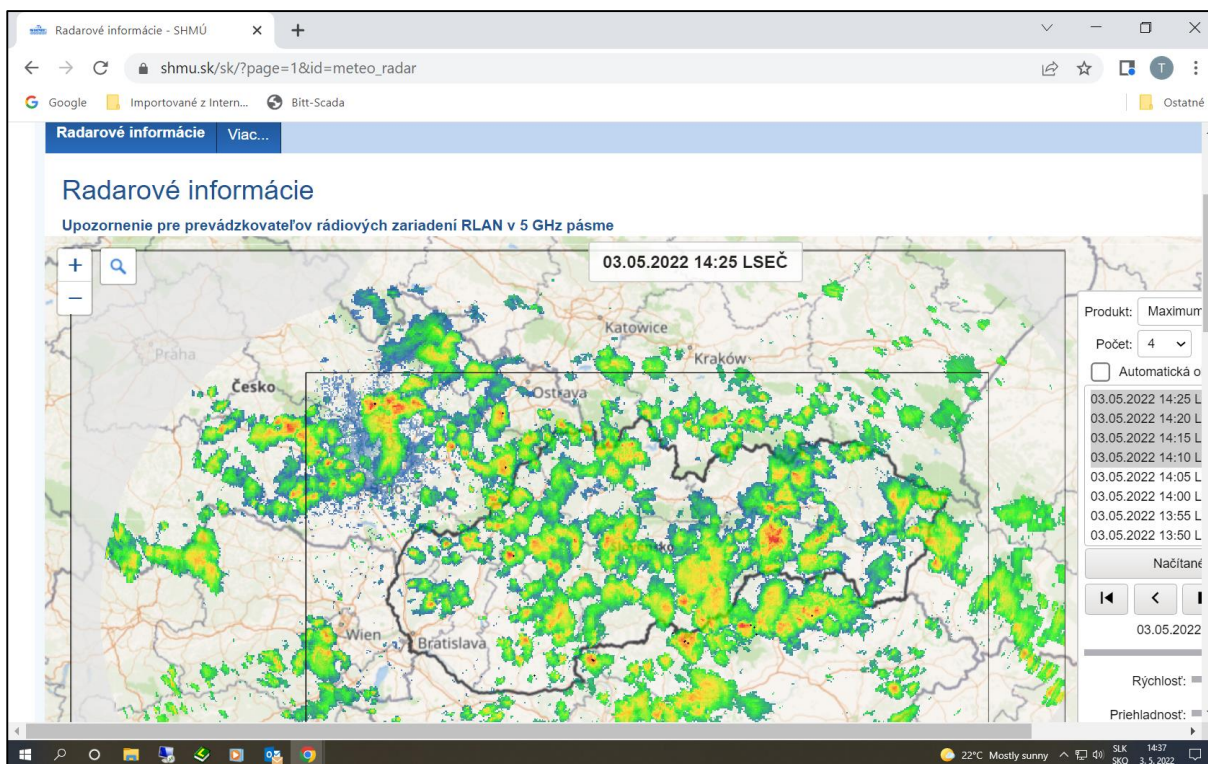 Radarové informácie - SHMÚ
shmu.sk/sk/?page=1&id=meteo_radar
T
Google
Importované z Intern...
Bitt-Scada
Ostatné
Radarové informácie
Viac...
Radarové informácie
Upozornenie pre prevádzkovateľov rádiových zariadení RLAN v 5 GHz pásme
03.05.2022 14:25 LSEČ
Praha
Česko
Katowice
Kraków
Ostrava
Wien
Bratislava
Produkt: Maximum
Počet: 4
Automatická o
03.05.2022 14:25 L
03.05.2022 14:20 L
03.05.2022 14:15 L
03.05.2022 14:10 L
03.05.2022 14:05 L
03.05.2022 14:00 L
03.05.2022 13:55 L
03.05.2022 13:50 L
Načítané
03.05.2022
Rýchlosť:
Priehladnosť:
22°C Mostly sunny
SLK
SKQ
14:37
3. 5. 2022